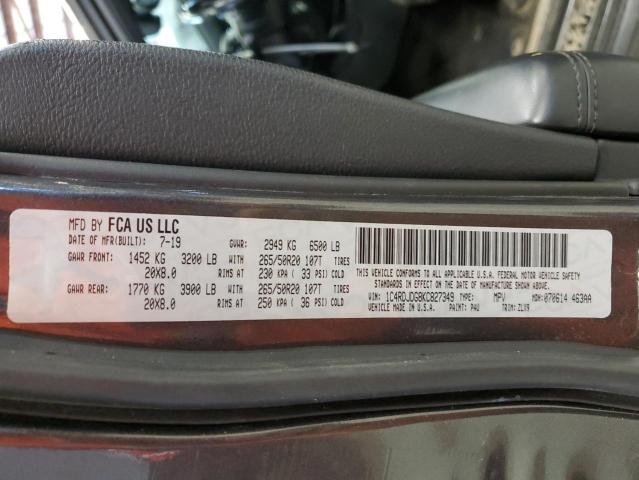 MFD BY FCA US LLC
DATE OF MFR(BUILT): 7-19 GVWR: 2949 KG 6500 LB
GAWR FRONT: 1452 KG 3200 LB WITH 265/50R20 107T TIRES
20X8.0 RIMS AT 230 KPA ( 33 PSI) COLD
GAWR REAR: 1770 KG 3900 LB WITH 265/50R20 107T TIRES
20X8.0 RIMS AT 250 KPA ( 36 PSI) COLD
THIS VEHICLE CONFORMS TO ALL APPLICABLE U.S.A. FEDERAL MOTOR VEHICLE SAFETY
STANDARDS IN EFFECT ON THE DATE OF MANUFACTURE SHOWN ABOVE.
VIN: 1C4RDJDG8KC827349 TYPE: MPV MDH: 070614 463AA
VEHICLE MADE IN U.S.A. PAINT: PAU TRIM: ZLX9